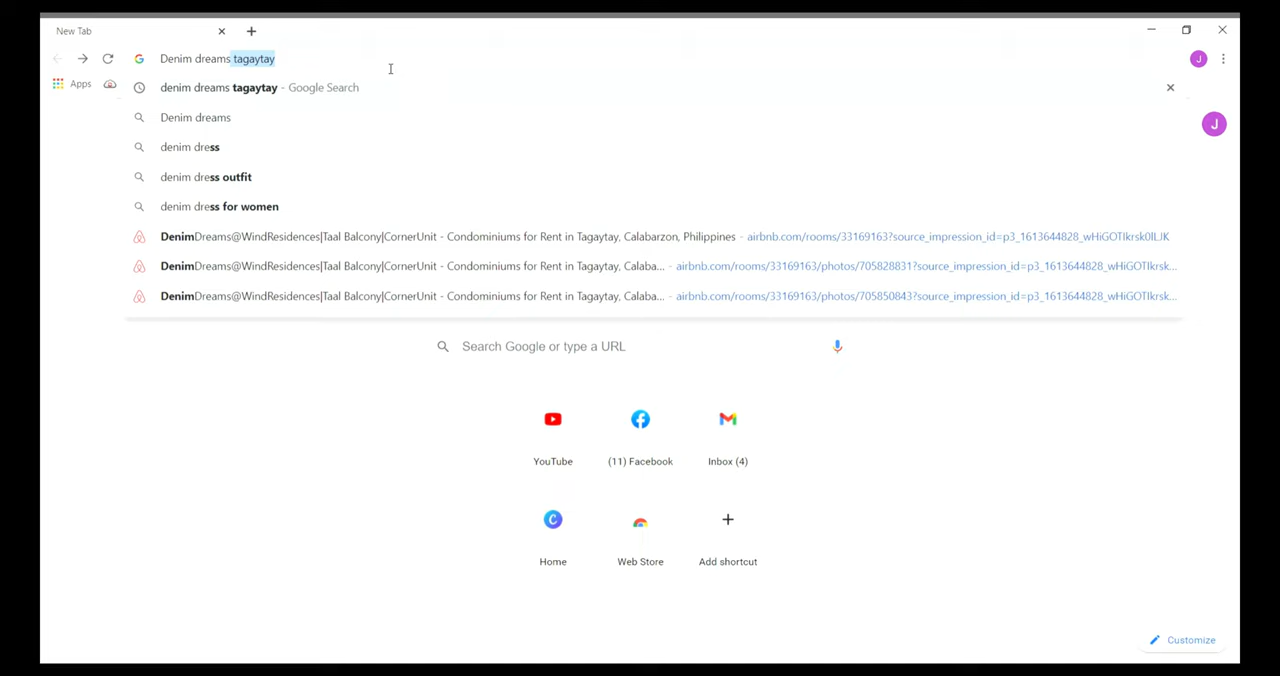 New Tab
Denim dreams tagaytay
Apps
denim dreams tagaytay - Google Search
J
Denim dreams
J
denim dress
denim dress outfit
denim dress for women
DenimDreams@WindResidences|Taal Balcony|CornerUnit - Condominiums for Rent in Tagaytay, Calabarzon, Philippines - airbnb.com/rooms/33169163?source_impression_id=p3_1613644828_wHiGOTIkrsk0lLJK
DenimDreams@WindResidences|Taal Balcony|CornerUnit - Condominiums for Rent in Tagaytay, Calaba... - airbnb.com/rooms/33169163/photos/705828831?source_impression_id=p3_1613644828_wHiGOTIkrsk...
DenimDreams@WindResidences|Taal Balcony|CornerUnit - Condominiums for Rent in Tagaytay, Calaba... - airbnb.com/rooms/33169163/photos/705850843?source_impression_id=p3_1613644828_wHiGOTIkrsk...
Search Google or type a URL
YouTube (11) Facebook Inbox (4)
Home Web Store Add shortcut
Customize